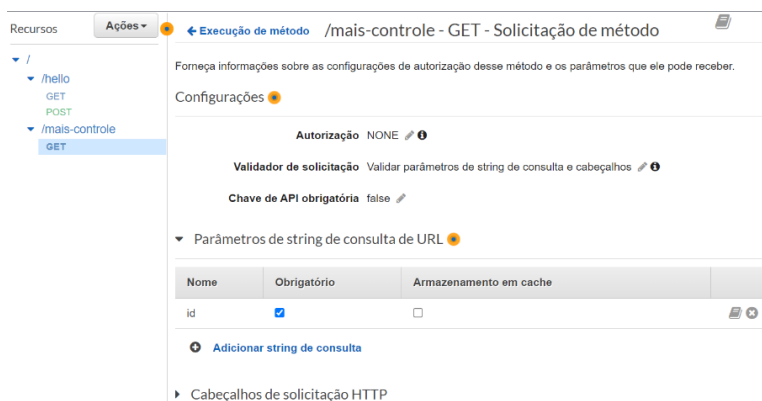 Recursos
Ações
/
/hello
GET
POST
/mais-controle
GET
Execução de método /mais-controle - GET - Solicitação de método
Forneça informações sobre as configurações de autorização desse método e os parâmetros que ele pode receber.
Configurações
Autorização NONE
Validador de solicitação Validar parâmetros de string de consulta e cabeçalhos
Chave de API obrigatória false
Parâmetros de string de consulta de URL
Nome Obrigatório Armazenamento em cache
id
Adicionar string de consulta
Cabeçalhos de solicitação HTTP